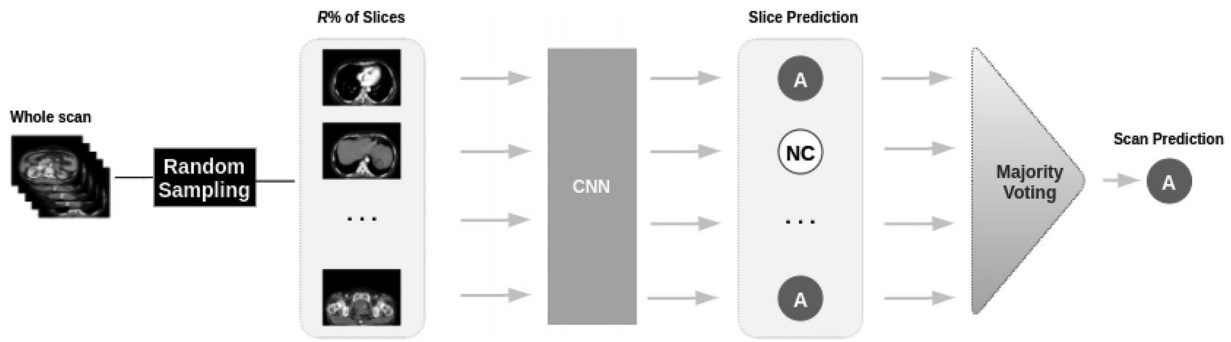 R% of Slices
Slice Prediction
Whole scan
Random
Sampling
CNN
A
NC
...
...
A
Majority
Voting
Scan Prediction
A